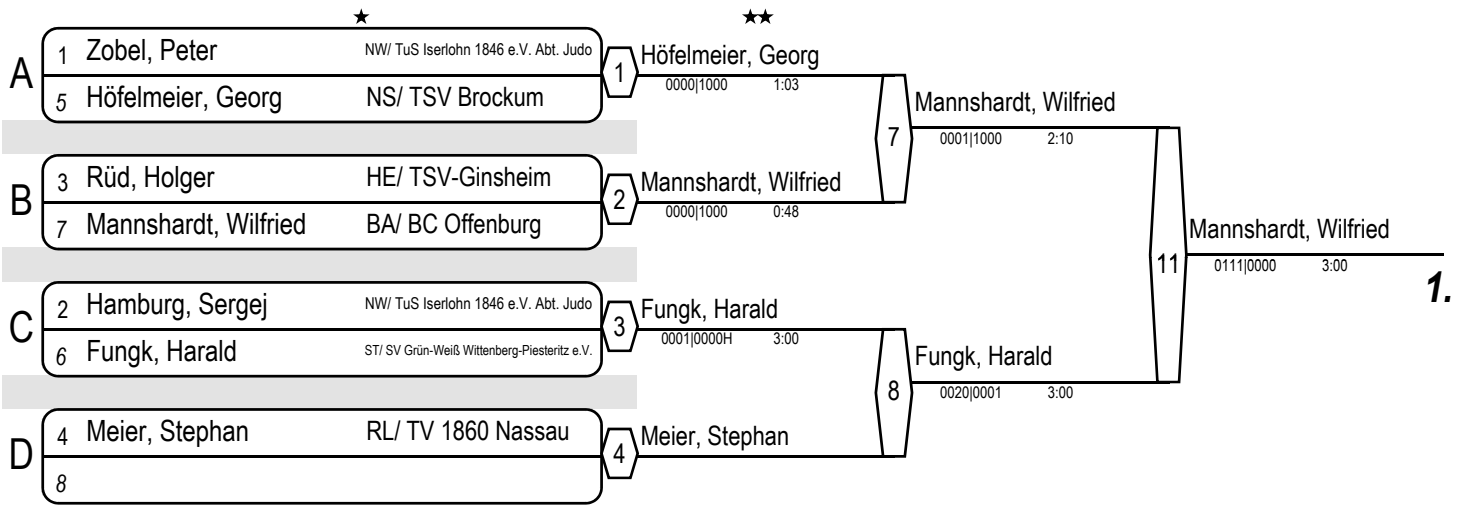 ★ ★★
A
1 Zobel, Peter NW/ TuS Iserlohn 1846 e.V. Abt. Judo
5 Höfelmeier, Georg NS/ TSV Brockum
1
Höfelmeier, Georg
0000|1000 1:03
B
3 Rüd, Holger HE/ TSV-Ginsheim
7 Mannshardt, Wilfried BA/ BC Offenburg
2
Mannshardt, Wilfried
0000|1000 0:48
7
Mannshardt, Wilfried
0001|1000 2:10
C
2 Hamburg, Sergej NW/ TuS Iserlohn 1846 e.V. Abt. Judo
6 Fungk, Harald ST/ SV Grün-Weiß Wittenberg-Piesteritz e.V.
3
Fungk, Harald
0001|0000H 3:00
D
4 Meier, Stephan RL/ TV 1860 Nassau
8
4
Meier, Stephan
8
Fungk, Harald
0020|0001 3:00
11
Mannshardt, Wilfried
0111|0000 3:00
1.